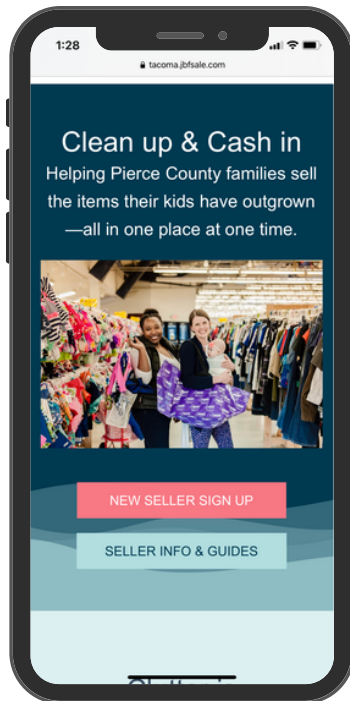 1:28
tacoma.jbfsale.com
Clean up & Cash in
Helping Pierce County families sell
the items their kids have outgrown
—all in one place at one time.
NEW SELLER SIGN UP
SELLER INFO & GUIDES